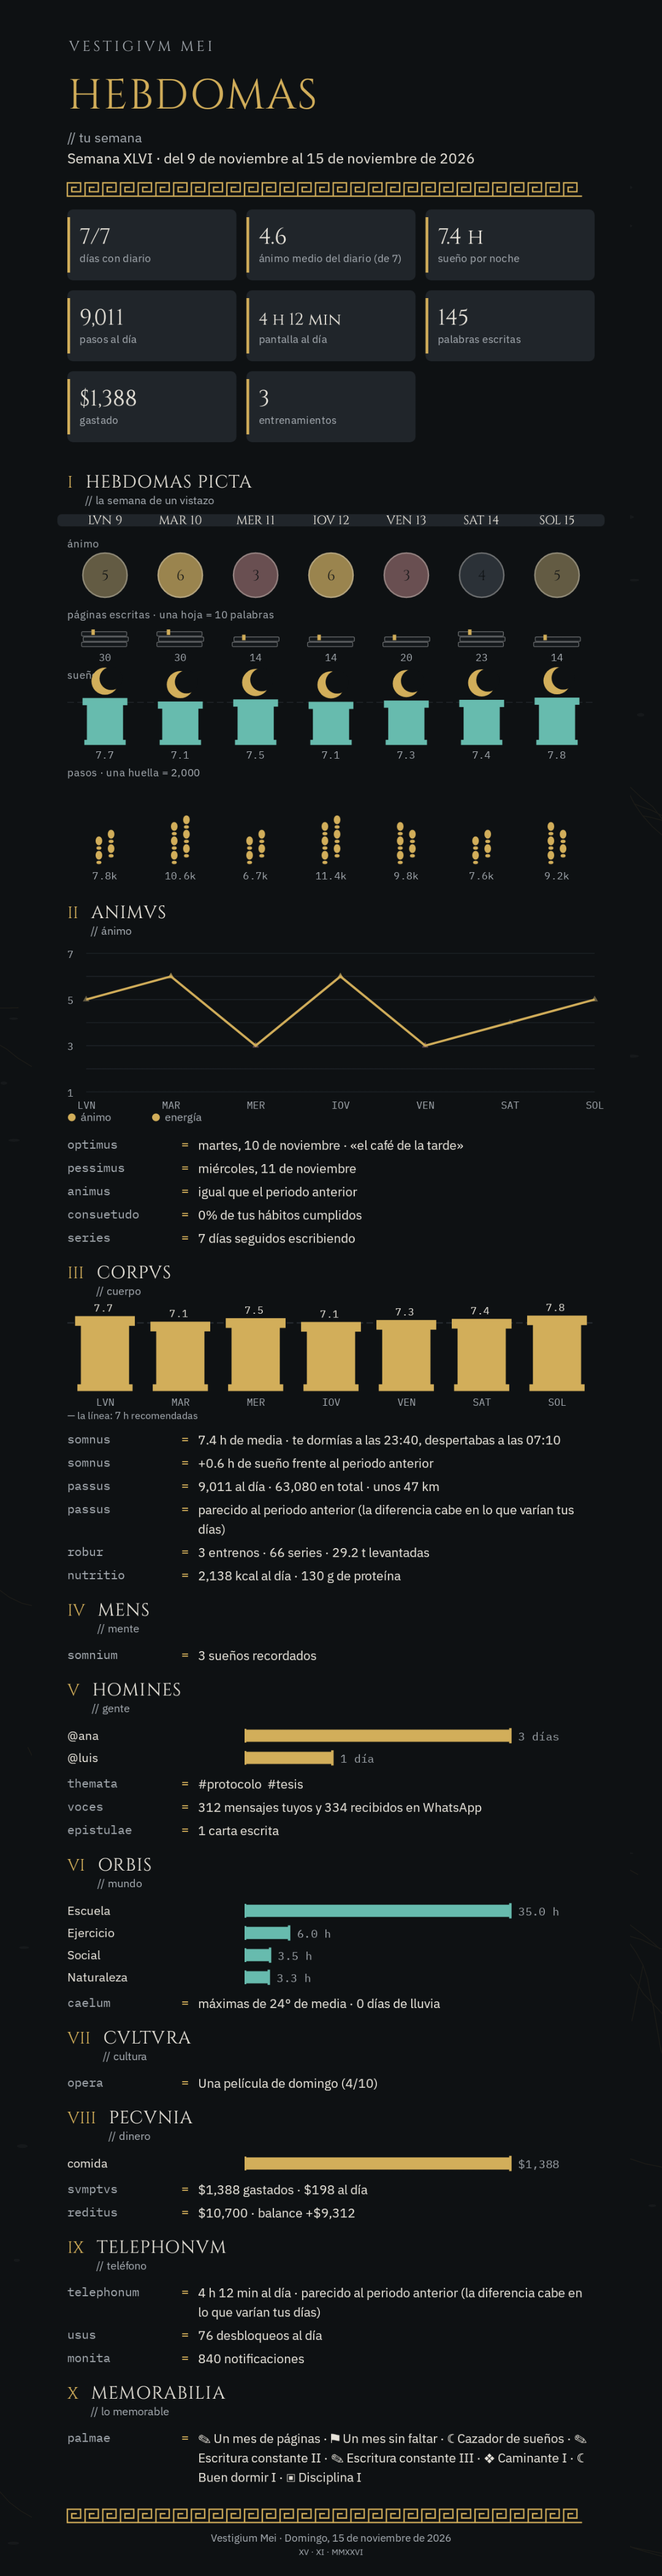 VESTIGIVM MEI
HEBDOMAS
// tu semana
Semana XLVI · del 9 de noviembre al 15 de noviembre de 2026
7/7
días con diario
4.6
ánimo medio del diario (de 7)
7.4 H
sueño por noche
9,011
pasos al día
4 H 12 MIN
pantalla al día
145
palabras escritas
$1,388
gastado
3
entrenamientos
I HEBDOMAS PICTA
// la semana de un vistazo
LVN 9 MAR 10 MER 11 IOV 12 VEN 13 SAT 14 SOL 15
ánimo
5 6 3 6 3 4 5
páginas escritas · una hoja = 10 palabras
30 30 14 14 20 23 14
sueñ
7.7 7.1 7.5 7.1 7.3 7.4 7.8
pasos · una huella = 2,000
7.8k 10.6k 6.7k 11.4k 9.8k 7.6k 9.2k
II ANIMVS
// ánimo
7
5
3
1
LVN MAR MER IOV VEN SAT SOL
ánimo energía
optimus = martes, 10 de noviembre · «el café de la tarde»
pessimus = miércoles, 11 de noviembre
animus = igual que el periodo anterior
consuetudo = 0% de tus hábitos cumplidos
series = 7 días seguidos escribiendo
III CORPVS
// cuerpo
7.7 7.1 7.5 7.1 7.3 7.4 7.8
LVN MAR MER IOV VEN SAT SOL
— la línea: 7 h recomendadas
somnus = 7.4 h de media · te dormías a las 23:40, despertabas a las 07:10
somnus = +0.6 h de sueño frente al periodo anterior
passus = 9,011 al día · 63,080 en total · unos 47 km
passus = parecido al periodo anterior (la diferencia cabe en lo que varían tus
días)
robur = 3 entrenos · 66 series · 29.2 t levantadas
nutritio = 2,138 kcal al día · 130 g de proteína
IV MENS
// mente
somnium = 3 sueños recordados
V HOMINES
// gente
@ana 3 días
@luis 1 día
themata = #protocolo #tesis
voces = 312 mensajes tuyos y 334 recibidos en WhatsApp
epistulae = 1 carta escrita
VI ORBIS
// mundo
Escuela 35.0 h
Ejercicio 6.0 h
Social 3.5 h
Naturaleza 3.3 h
caelum = máximas de 24° de media · 0 días de lluvia
VII CVLTVRA
// cultura
opera = Una película de domingo (4/10)
VIII PECVNIA
// dinero
comida $1,388
svmptvs = $1,388 gastados · $198 al día
reditus = $10,700 · balance +$9,312
IX TELEPHONVM
// teléfono
telephonum = 4 h 12 min al día · parecido al periodo anterior (la diferencia cabe en
lo que varían tus días)
usus = 76 desbloqueos al día
monita = 840 notificaciones
X MEMORABILIA
// lo memorable
palmae = ✎ Un mes de páginas · ⚑ Un mes sin faltar · ☾ Cazador de sueños · ✎
Escritura constante II · ✎ Escritura constante III · ❖ Caminante I · ☾
Buen dormir I · ▣ Disciplina I
Vestigium Mei · Domingo, 15 de noviembre de 2026
XV · XI · MMXXVI